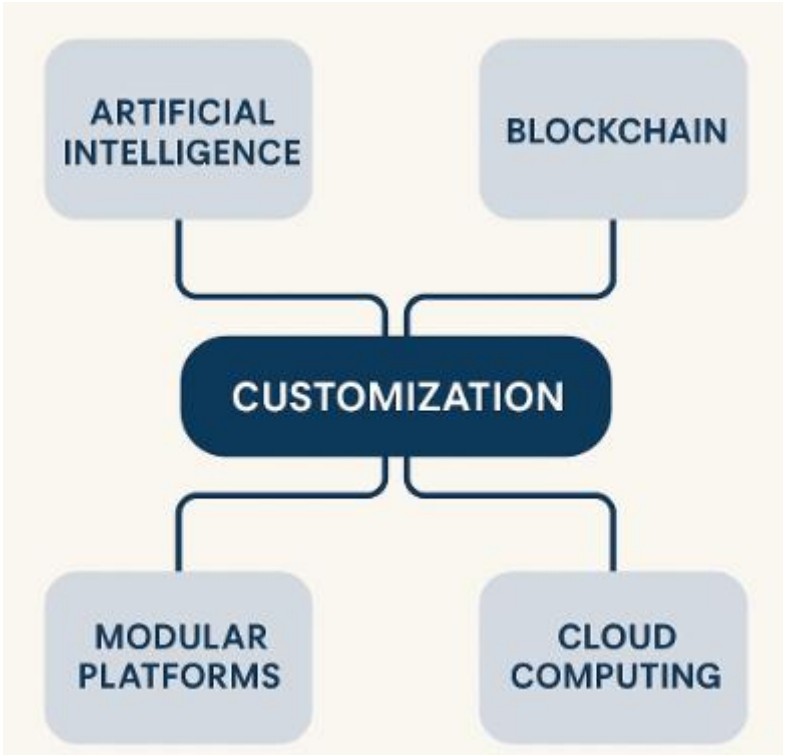 ARTIFICIAL
INTELLIGENCE
BLOCKCHAIN
CUSTOMIZATION
MODULAR
PLATFORMS
CLOUD
COMPUTING